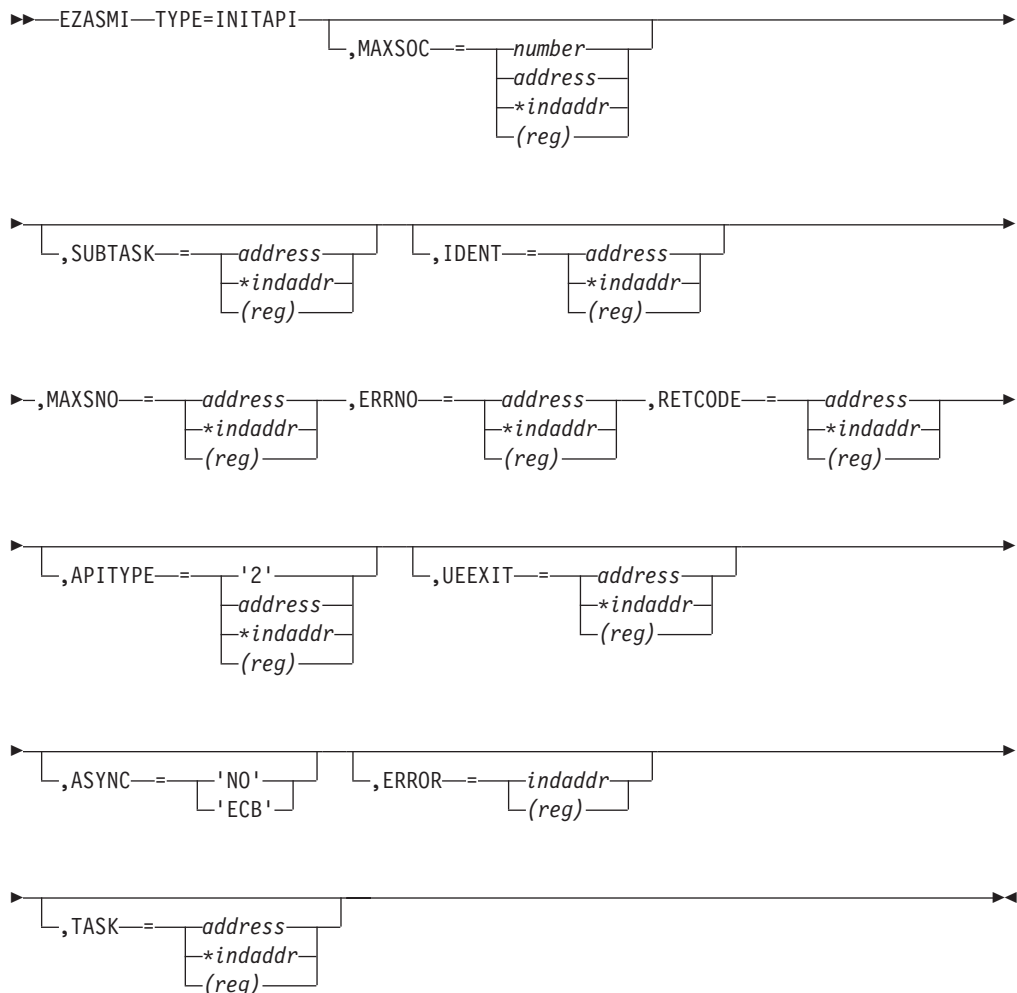 EZASMI TYPE=INITAPI
,MAXSOC = number
address
*indaddr
(reg)
,SUBTASK = address ,IDENT = address
*indaddr *indaddr
(reg) (reg)
,MAXSNO = address ,ERRNO = address ,RETCODE = address
*indaddr *indaddr *indaddr
(reg) (reg) (reg)
,APITYPE = '2' ,UEEXIT = address
address *indaddr
*indaddr (reg)
(reg)
,ASYNC = 'NO' ,ERROR = indaddr
'ECB' (reg)
,TASK = address
*indaddr
(reg)